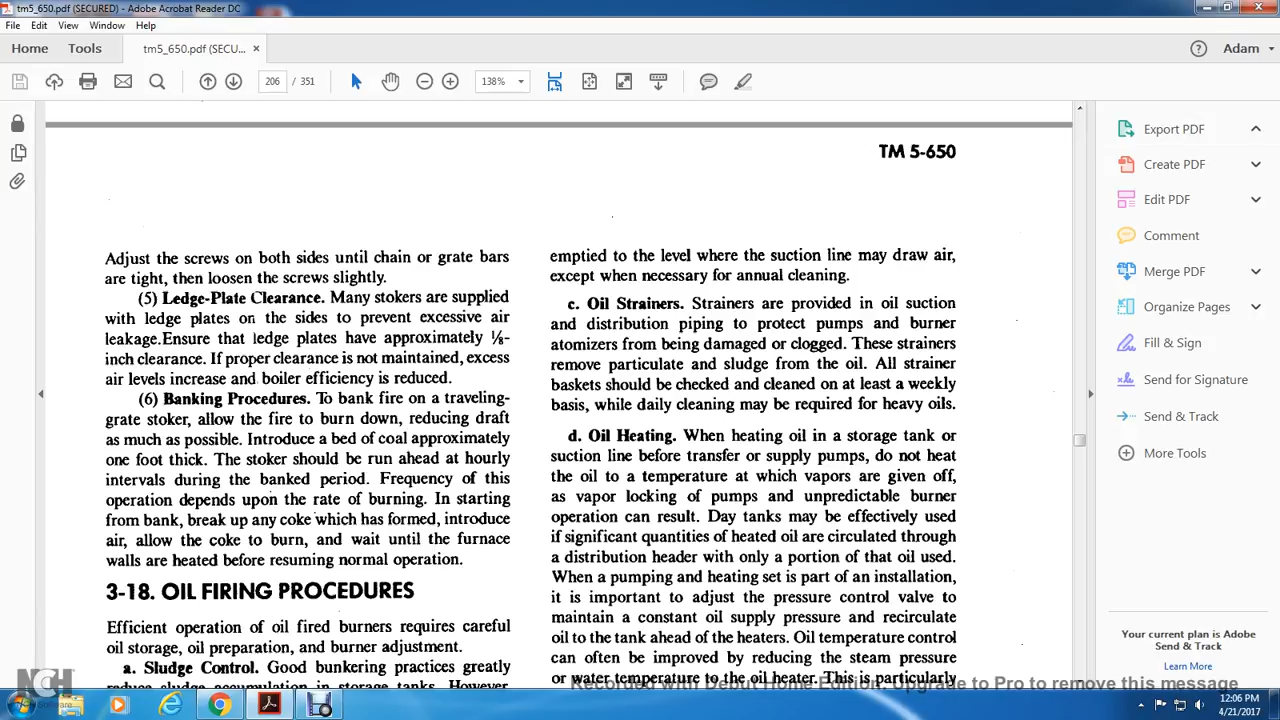 tm5_650.pdf (SECURED) - Adobe Acrobat Reader DC
File Edit View Window Help
Home Tools tm5_650.pdf (SECU... × ? Adam
206 / 351 138%
TM 5-650
Adjust the screws on both sides until chain or grate bars
are tight, then loosen the screws slightly.
(5) Ledge-Plate Clearance. Many stokers are supplied
with ledge plates on the sides to prevent excessive air
leakage.Ensure that ledge plates have approximately ⅛-
inch clearance. If proper clearance is not maintained, excess
air levels increase and boiler efficiency is reduced.
(6) Banking Procedures. To bank fire on a traveling-
grate stoker, allow the fire to burn down, reducing draft
as much as possible. Introduce a bed of coal approximately
one foot thick. The stoker should be run ahead at hourly
intervals during the banked period. Frequency of this
operation depends upon the rate of burning. In starting
from bank, break up any coke which has formed, introduce
air, allow the coke to burn, and wait until the furnace
walls are heated before resuming normal operation.
3-18. OIL FIRING PROCEDURES
Efficient operation of oil fired burners requires careful
oil storage, oil preparation, and burner adjustment.
a. Sludge Control. Good bunkering practices greatly
reduce sludge accumulation in storage tanks. However
emptied to the level where the suction line may draw air,
except when necessary for annual cleaning.
c. Oil Strainers. Strainers are provided in oil suction
and distribution piping to protect pumps and burner
atomizers from being damaged or clogged. These strainers
remove particulate and sludge from the oil. All strainer
baskets should be checked and cleaned on at least a weekly
basis, while daily cleaning may be required for heavy oils.
d. Oil Heating. When heating oil in a storage tank or
suction line before transfer or supply pumps, do not heat
the oil to a temperature at which vapors are given off,
as vapor locking of pumps and unpredictable burner
operation can result. Day tanks may be effectively used
if significant quantities of heated oil are circulated through
a distribution header with only a portion of that oil used.
When a pumping and heating set is part of an installation,
it is important to adjust the pressure control valve to
maintain a constant oil supply pressure and recirculate
oil to the tank ahead of the heaters. Oil temperature control
can often be improved by reducing the steam pressure
or water temperature to the oil heater. This is particularly
Export PDF
Create PDF
Edit PDF
Comment
Merge PDF
Organize Pages
Fill & Sign
Send for Signature
Send & Track
More Tools
Your current plan is Adobe
Send & Track
Learn More
Recorded with Debut Home Edition. Upgrade to Pro to remove this message
NCH
Software
12:06 PM
4/21/2017